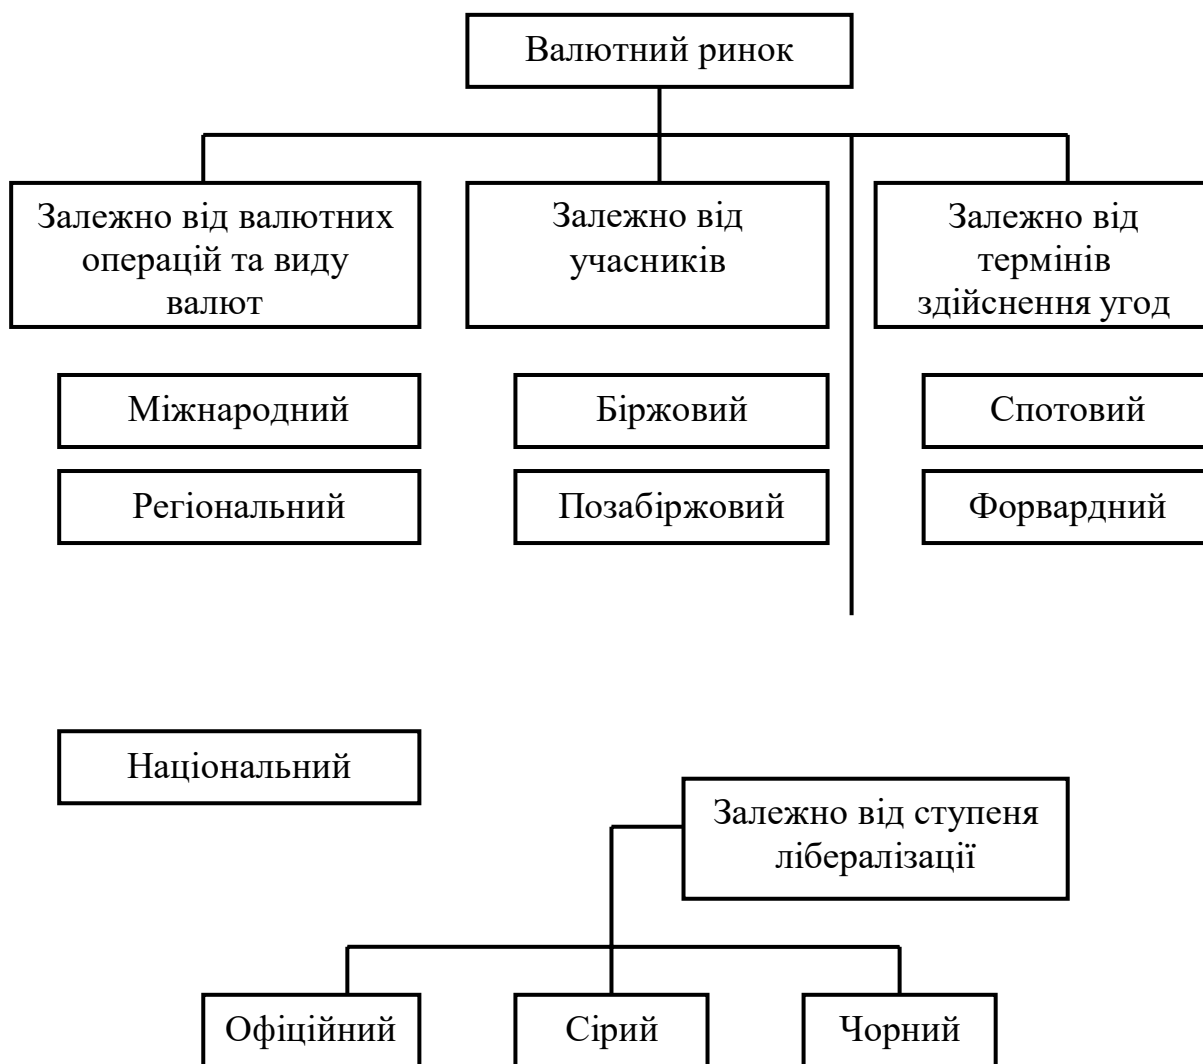 Валютний ринок
Залежно від валютних
операцій та виду
валют
Залежно від
учасників
Залежно від
термінів
здійснення угод
Міжнародний
Біржовий
Спотовий
Регіональний
Позабіржовий
Форвардний
Національний
Залежно від ступеня
лібералізації
Офіційний
Сірий
Чорний